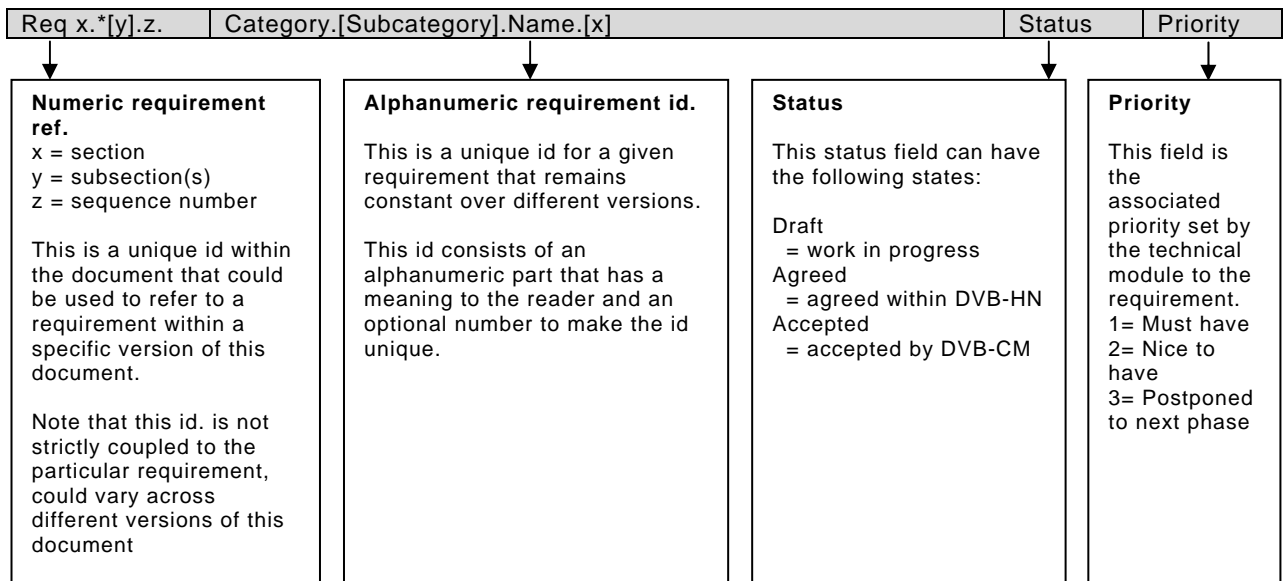 Req x.*[y].z.
Category.[Subcategory].Name.[x]
Status
Priority
Numeric requirement
ref.
x = section
y = subsection(s)
z = sequence number
This is a unique id within
the document that could
be used to refer to a
requirement within a
specific version of this
document.
Note that this id. is not
strictly coupled to the
particular requirement,
could vary across
different versions of this
document
Alphanumeric requirement id.
This is a unique id for a given
requirement that remains
constant over different versions.
This id consists of an
alphanumeric part that has a
meaning to the reader and an
optional number to make the id
unique.
Status
This status field can have
the following states:
Draft
= work in progress
Agreed
= agreed within DVB-HN
Accepted
= accepted by DVB-CM
Priority
This field is
the
associated
priority set by
the technical
module to the
requirement.
1= Must have
2= Nice to
have
3= Postponed
to next phase